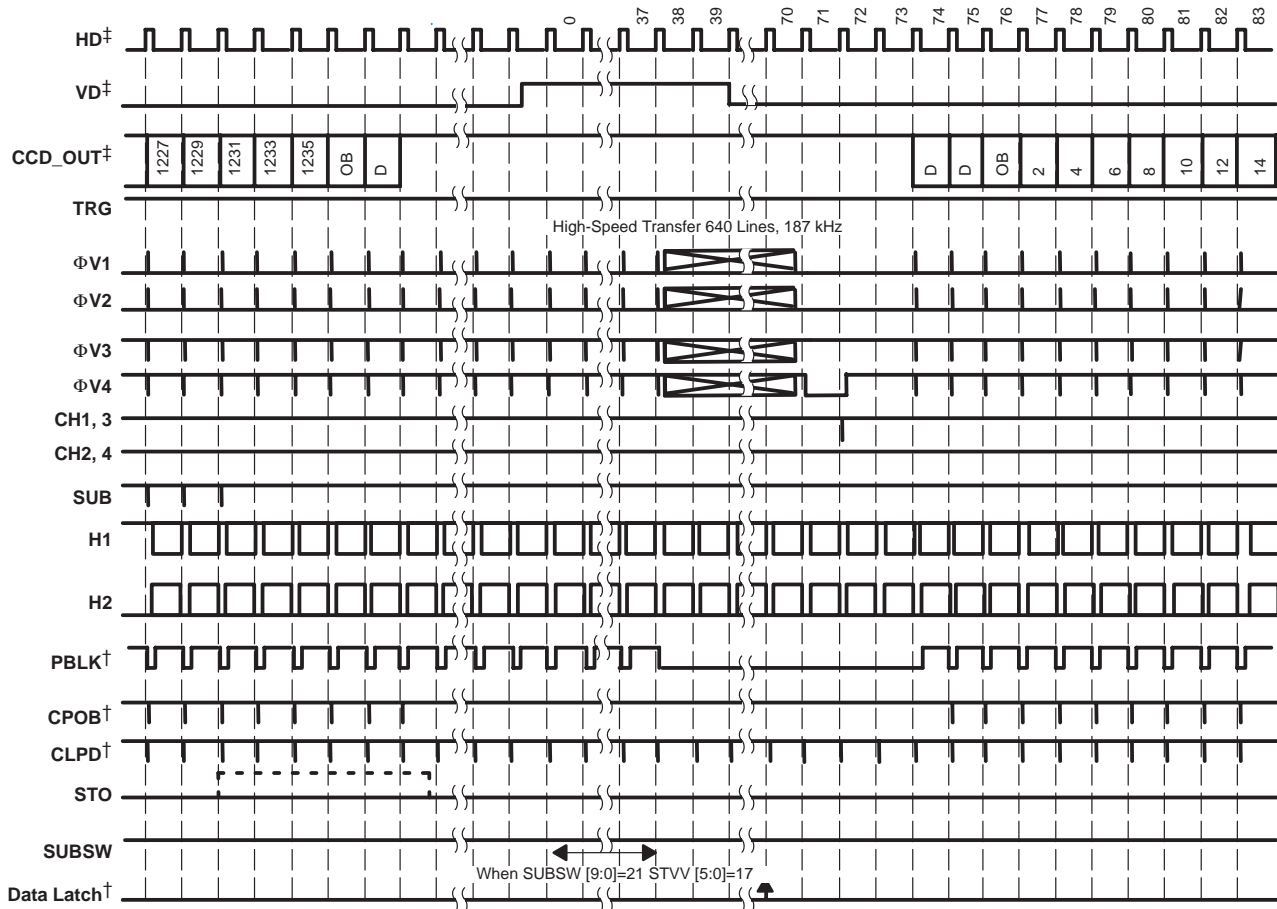 0 37 38 39 70 71 72 73 74 75 76 77 78 79 80 81 82 83
HD‡
VD‡
CCD_OUT‡ 1227 1229 1231 1233 1235 OB D D D OB 2 4 6 8 10 12 14
TRG
High-Speed Transfer 640 Lines, 187 kHz
ΦV1
ΦV2
ΦV3
ΦV4
CH1, 3
CH2, 4
SUB
H1
H2
PBLK†
CPOB†
CLPD†
STO
SUBSW
When SUBSW [9:0]=21 STVV [5:0]=17
Data Latch†